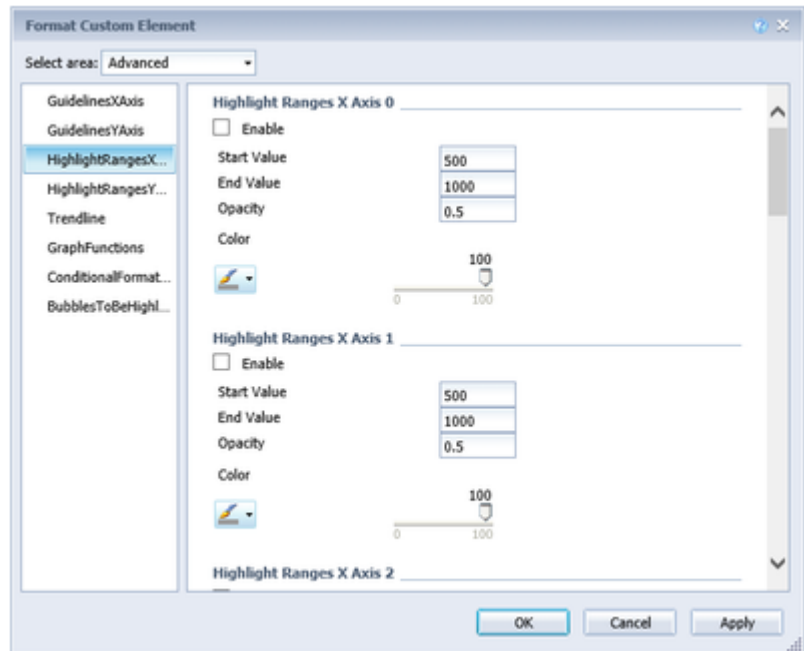 Format Custom Element
Select area: Advanced
GuidelinesXAxis
GuidelinesYAxis
HighlightRangesX...
HighlightRangesY...
Trendline
GraphFunctions
ConditionalFormat...
BubblesToBeHighl...
Highlight Ranges X Axis 0
Enable
Start Value 500
End Value 1000
Opacity 0.5
Color
100
0 100
Highlight Ranges X Axis 1
Enable
Start Value 500
End Value 1000
Opacity 0.5
Color
100
0 100
Highlight Ranges X Axis 2
OK Cancel Apply